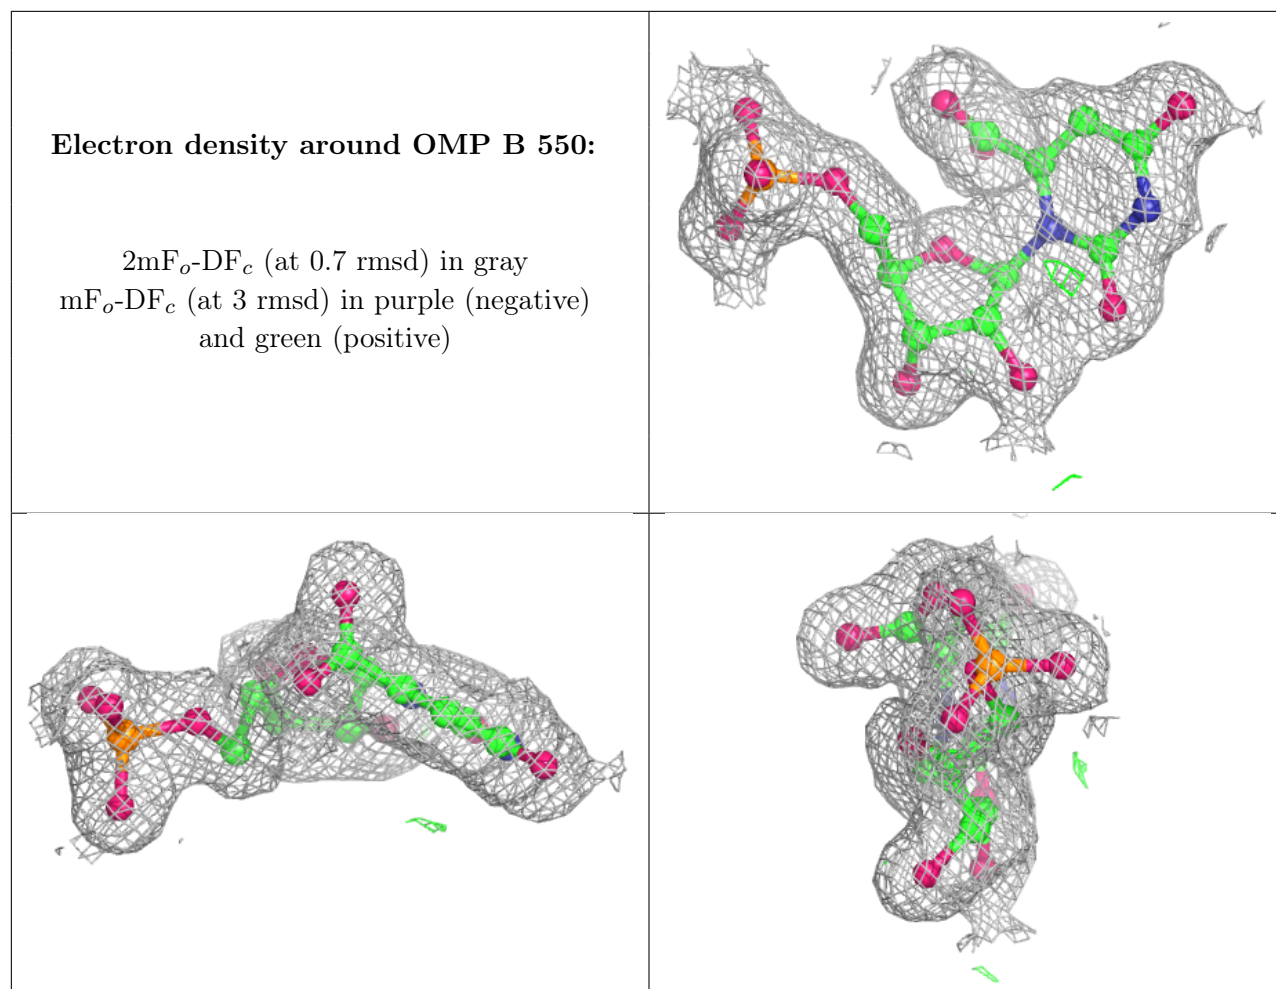 Electron density around OMP B 550:
2mFo-DFc (at 0.7 rmsd) in gray
mFo-DFc (at 3 rmsd) in purple (negative)
and green (positive)